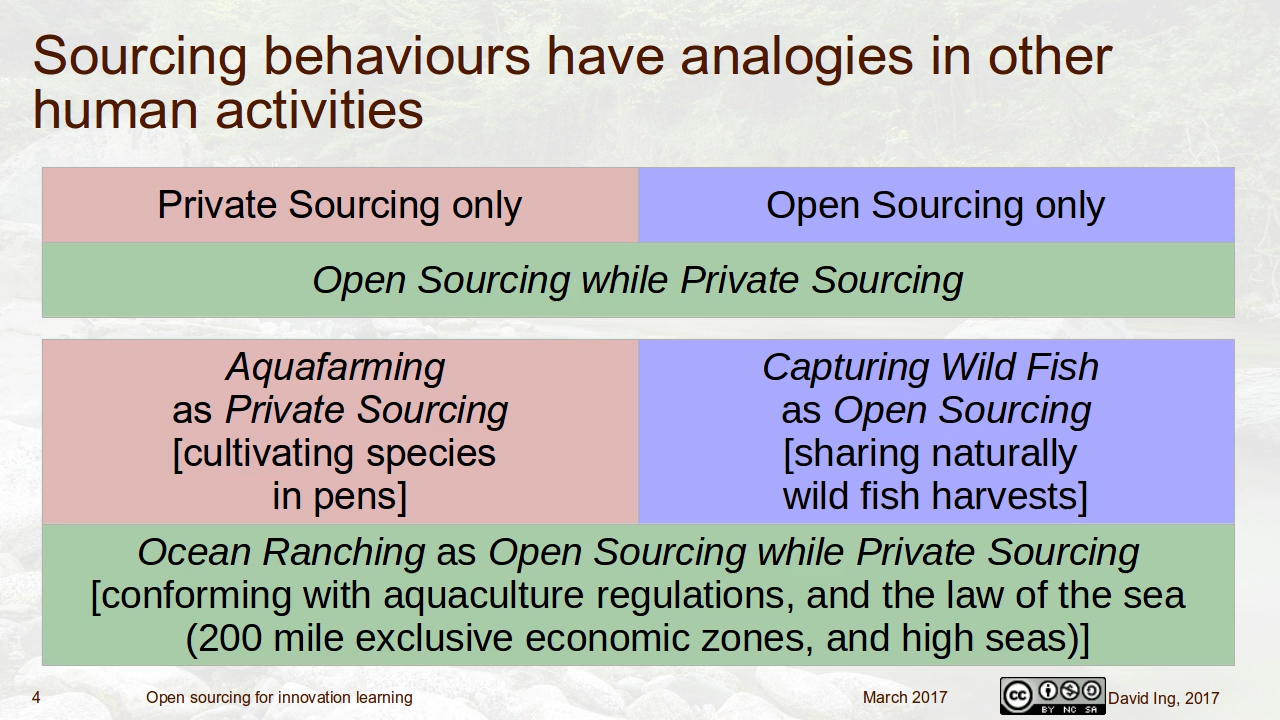 Sourcing behaviours have analogies in other
human activities
Private Sourcing only
Open Sourcing only
Open Sourcing while Private Sourcing
Aquafarming
as Private Sourcing
[cultivating species
in pens]
Capturing Wild Fish
as Open Sourcing
[sharing naturally
wild fish harvests]
Ocean Ranching as Open Sourcing while Private Sourcing
[conforming with aquaculture regulations, and the law of the sea
(200 mile exclusive economic zones, and high seas)]
4
Open sourcing for innovation learning
March 2017
cc
BY NC SA
David Ing, 2017